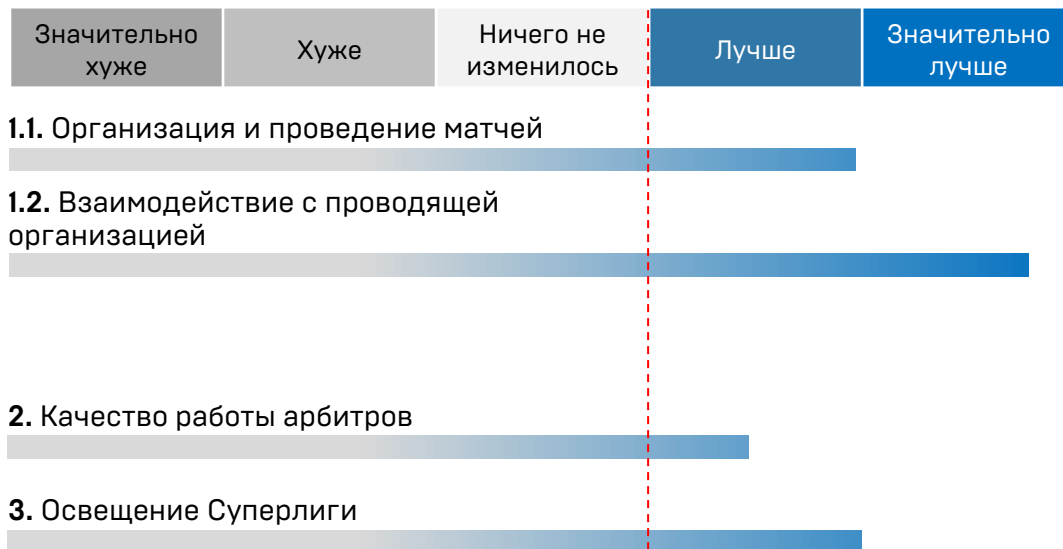 Значительно
хуже
Хуже
Ничего не
изменилось
Лучше
Значительно
лучше
1.1. Организация и проведение матчей
1.2. Взаимодействие с проводящей
организацией
2. Качество работы арбитров
3. Освещение Суперлиги